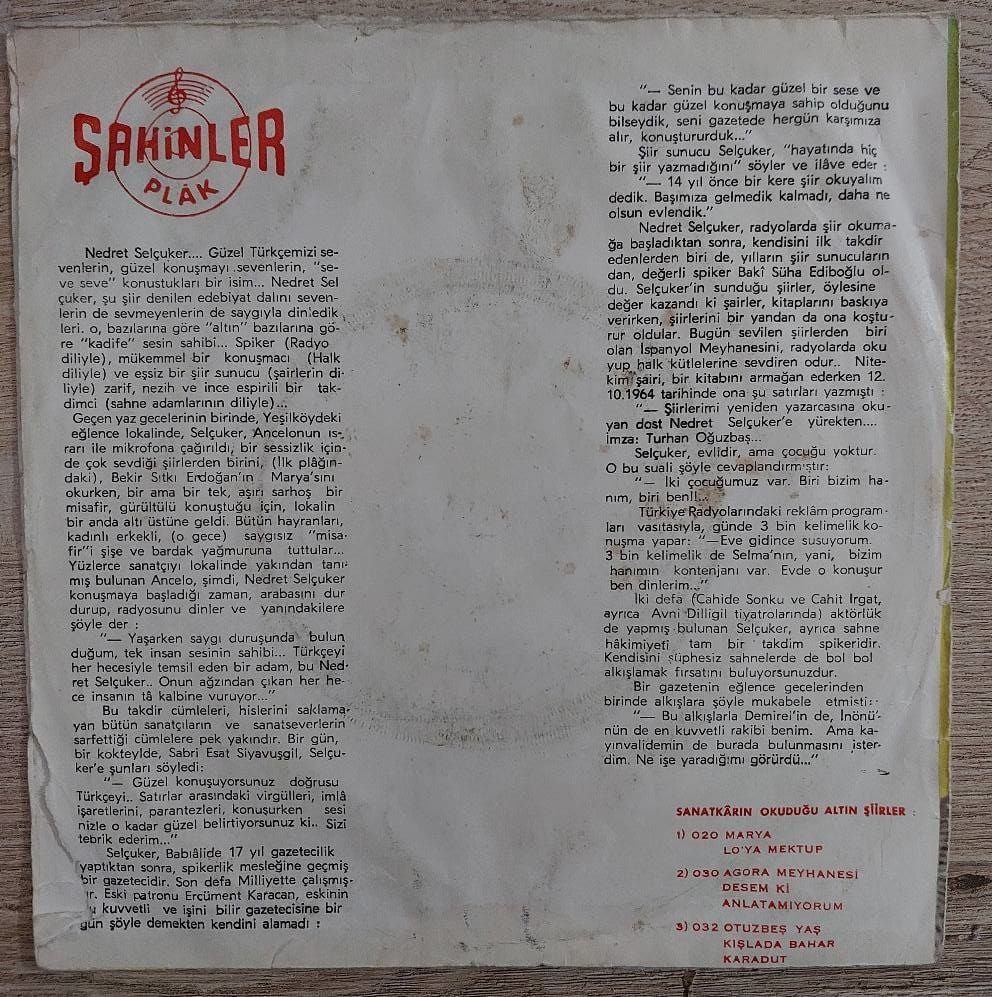 ŞAHİNLER
PLÂK
Nedret Selçuker.... Güzel Türkçemizi se-
venlerin, güzel konuşmayı sevenlerin, "se-
ve seve" konustukları bir isim... Nedret Sel
çuker, şu şiir denilen edebiyat dalını seven-
lerin de sevmeyenlerin de saygıyla dinledik
leri. o, bazılarına göre "altın" bazılarına gö-
re "kadife" sesin sahibi... Spiker (Radyo
diliyle), mükemmel bir konuşmacı (Halk
diliyle) ve eşsiz bir şiir sunucu (şairlerin di-
liyle) zarif, nezih ve ince espirili bir tak-
dimci (sahne adamlarının diliyle)...
Geçen yaz gecelerinin birinde, Yeşilköydeki
eğlence lokalinde, Selçuker, Ancelonun ıs-
rarı ile mikrofona çağırıldı, bir sessizlik için-
de çok sevdiği şiirlerden birini, (İlk plâğın-
daki), Bekir Sıtkı Erdoğan'ın Marya'sını
okurken, bir ama bir tek, aşırı sarhoş bir
misafir, gürültülü konuştuğu için, lokalin
bir anda altı üstüne geldi. Bütün hayranları,
kadınlı erkekli, (o gece) saygısız "misa-
fir"i şişe ve bardak yağmuruna tuttular...
Yüzlerce sanatçıyı lokalinde yakından tanı-
mış bulunan Ancelo, şimdi, Nedret Selçuker
konuşmaya başladığı zaman, arabasını dur
durup, radyosunu dinler ve yanındakilere
şöyle der :
"— Yaşarken saygı duruşunda bulun
duğum, tek insan sesinin sahibi... Türkçeyi
her hecesiyle temsil eden bir adam, bu Ned-
ret Selçuker.. Onun ağzından çıkan her he-
ce insanın tâ kalbine vuruyor..."
Bu takdir cümleleri, hislerini saklama-
yan bütün sanatçıların ve sanatseverlerin
sarfettiği cümlelere pek yakındır. Bir gün,
bir kokteylde, Sabri Esat Siyavuşgil, Selçu-
ker'e şunları söyledi:
"— Güzel konuşuyorsunuz doğrusu
Türkçeyi.. Satırlar arasındaki virgülleri, imlâ
işaretlerini, parantezleri, konuşurken sesi
nizle o kadar güzel belirtiyorsunuz ki.. Sizi
tebrik ederim..."
Selçuker, Babıâlide 17 yıl gazetecilik
yaptıktan sonra, spikerlik mesleğine geçmiş
bir gazetecidir. Son defa Milliyette çalışmış-
Eski patronu Ercüment Karacan, eskinin
kuvvetli ve işini bilir gazetecisine bir
gün şöyle demekten kendini alamadı :
"— Senin bu kadar güzel bir sese ve
bu kadar güzel konuşmaya sahip olduğunu
bilseydik, seni gazetede hergün karşımıza
alır, konuştururduk..."
Şiir sunucu Selçuker, "hayatında hiç
bir şiir yazmadığını" söyler ve ilâve eder :
"— 14 yıl önce bir kere şiir okuyalım
dedik. Başımıza gelmedik kalmadı, daha ne
olsun evlendik."
Nedret Selçuker, radyolarda şiir okuma-
ğa başladıktan sonra, kendisini ilk takdir
edenlerden biri de, yılların şiir sunucuların
dan, değerli spiker Bakî Süha Ediboğlu ol-
du. Selçuker'in sunduğu şiirler, öylesine
değer kazandı ki şairler, kitaplarını baskıya
verirken, şiirlerini bir yandan da ona koştu-
rur oldular. Bugün sevilen şiirlerden biri
olan İspanyol Meyhanesini, radyolarda oku
yup halk kütlelerine sevdiren odur.. Nite-
kim şairi, bir kitabını armağan ederken 12.
10.1964 tarihinde ona şu satırları yazmıştı :
"— Şiirlerimi yeniden yazarcasına oku-
yan dost Nedret Selçuker'e yürekten....
imza: Turhan Oğuzbaş...
Selçuker, evlidir, ama çocuğu yoktur.
O bu suali şöyle cevaplandırmıştır:
"— İki çocuğumuz var. Biri bizim ha-
nım, biri ben!!..
Türkiye Radyolarındaki reklâm program-
ları vasıtasıyla, günde 3 bin kelimelik ko-
nuşma yapar: "—Eve gidince susuyorum.
3 bin kelimelik de Selma'nın, yani, bizim
hanımın kontenjanı var. Evde o konuşur
ben dinlerim..."
İki defa (Cahide Sonku ve Cahit Irgat,
ayrıca Avni Dilligil tiyatrolarında) aktörlük
de yapmış bulunan Selçuker, ayrıca sahne
hâkimiyeti tam bir takdim spikeridir.
Kendisini şüphesiz sahnelerde de bol bol
alkışlamak fırsatını buluyorsunuzdur.
Bir gazetenin eğlence gecelerinden
birinde alkışlara şöyle mukabele etmişti:
"— Bu alkışlarla Demirel'in de, İnönü'-
nün de en kuvvetli rakibi benim. Ama ka-
yınvalidemin de burada bulunmasını ister-
dim. Ne işe yaradığımı görürdü..."
SANATKÂRIN OKUDUĞU ALTIN ŞİİRLER :
1) 020 MARYA
LO'YA MEKTUP
2) 030 AGORA MEYHANESİ
DESEM Kİ
ANLATAMIYORUM
3) 032 OTUZBEŞ YAŞ
KIŞLADA BAHAR
KARADUT